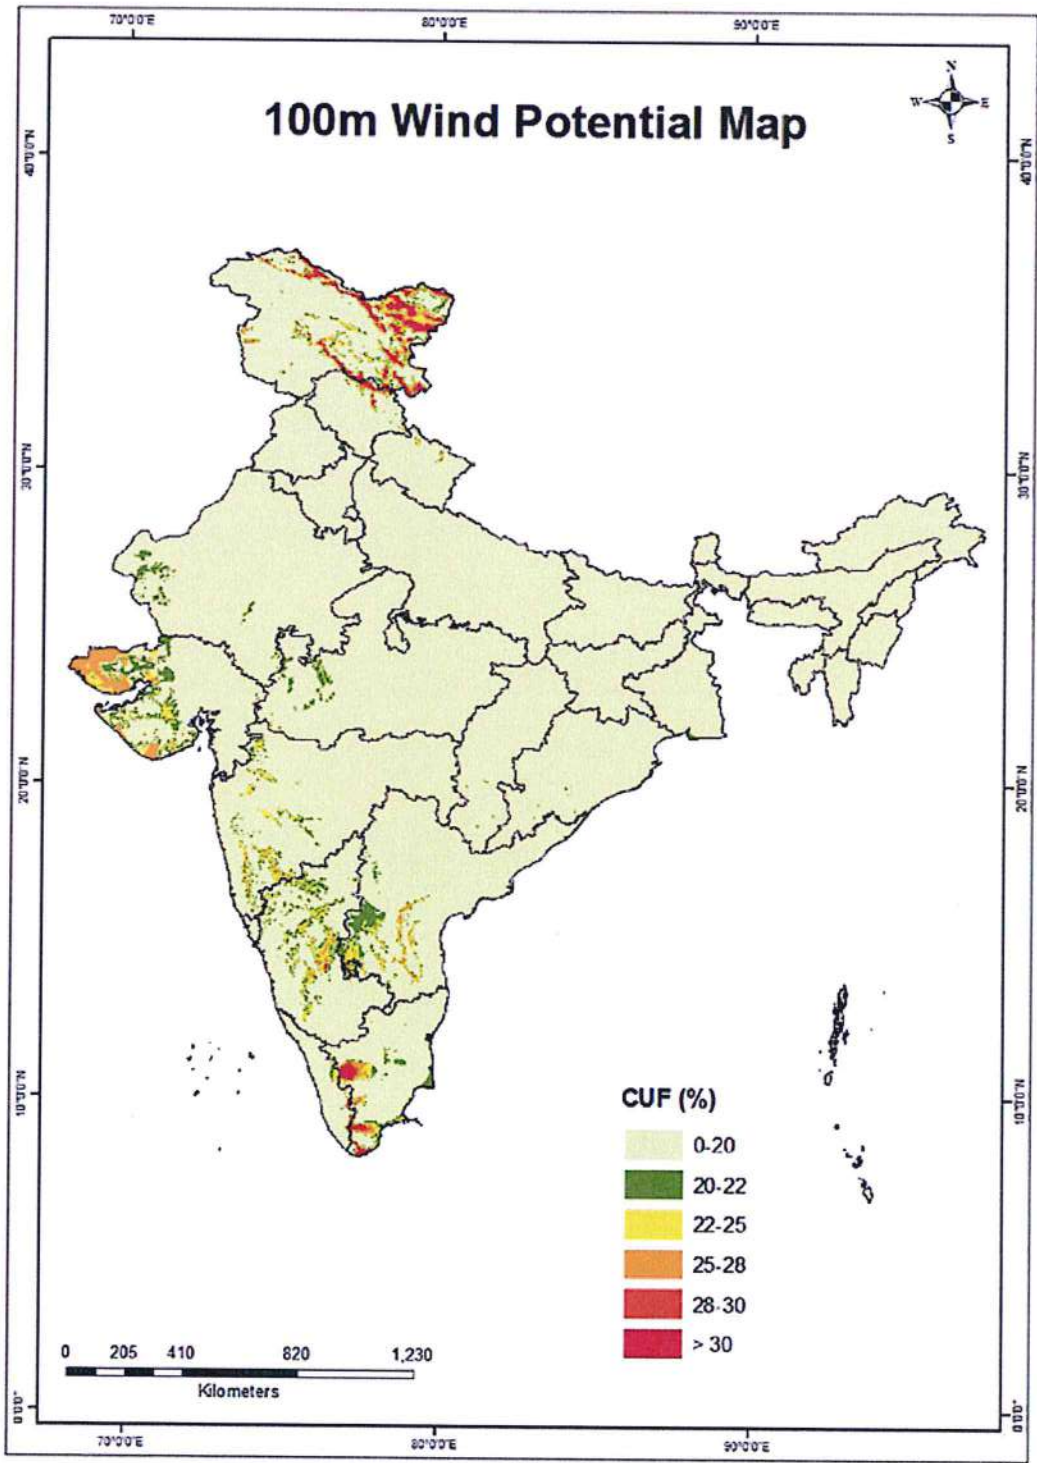 70°0'0"E 80°0'0"E 90°0'0"E
N
W E
S
100m Wind Potential Map
40°0'0"N 40°0'0"N
30°0'0"N 30°0'0"N
20°0'0"N 20°0'0"N
10°0'0"N 10°0'0"N
CUF (%)
0-20
20-22
22-25
25-28
28-30
> 30
0 205 410 820 1,230
Kilometers
0°0'0" 0°0'0"
70°0'0"E 80°0'0"E 90°0'0"E